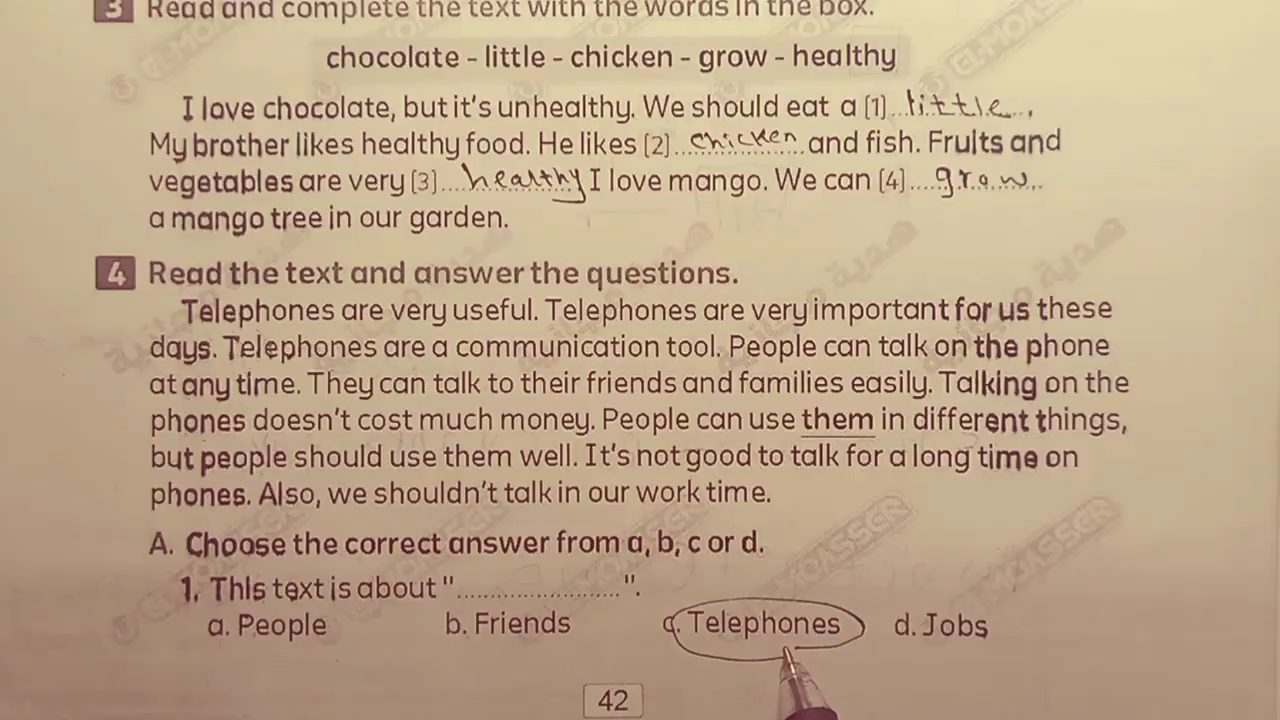 3 Read and complete the text with the words in the box.
chocolate - little - chicken - grow - healthy
I love chocolate, but it's unhealthy. We should eat a (1) little.
My brother likes healthy food. He likes (2) chicken and fish. Fruits and
vegetables are very (3) healthy I love mango. We can (4) grow
a mango tree in our garden.
4 Read the text and answer the questions.
Telephones are very useful. Telephones are very important for us these
days. Telephones are a communication tool. People can talk on the phone
at any time. They can talk to their friends and families easily. Talking on the
phones doesn't cost much money. People can use them in different things,
but people should use them well. It's not good to talk for a long time on
phones. Also, we shouldn't talk in our work time.
A. Choose the correct answer from a, b, c or d.
1. This text is about "......................".
a. People b. Friends c. Telephones d. Jobs
42